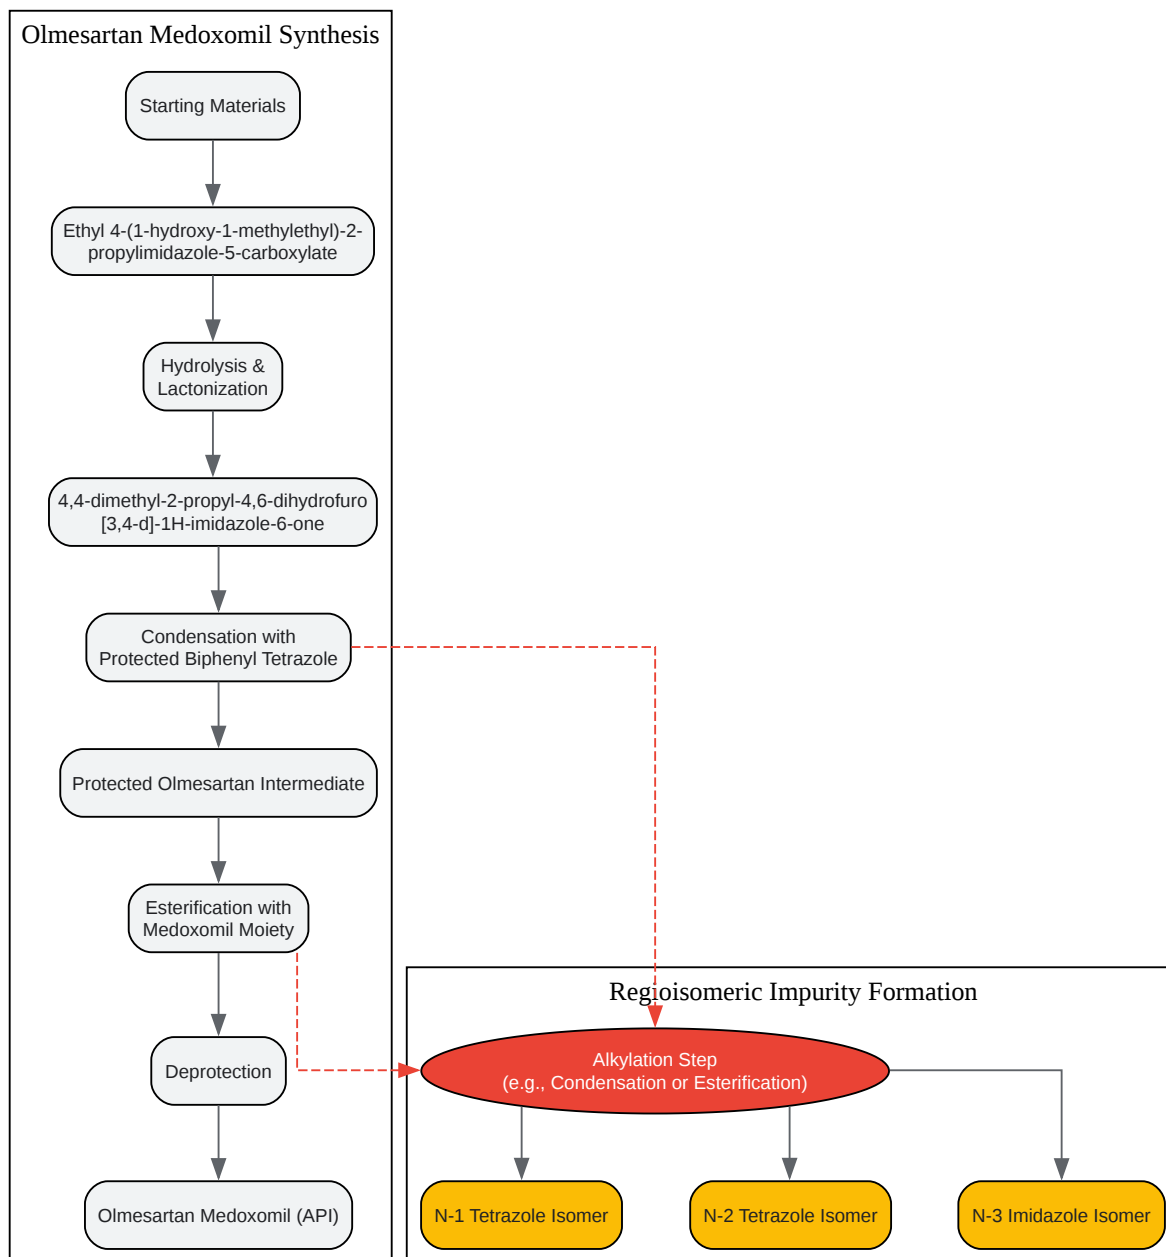 Olmesartan Medoxomil Synthesis
Starting Materials
Ethyl 4-(1-hydroxy-1-methylethyl)-2-
propylimidazole-5-carboxylate
Hydrolysis &
Lactonization
4,4-dimethyl-2-propyl-4,6-dihydrofuro
[3,4-d]-1H-imidazole-6-one
Condensation with
Protected Biphenyl Tetrazole
Protected Olmesartan Intermediate
Esterification with
Medoxomil Moiety
Deprotection
Olmesartan Medoxomil (API)
Regioisomeric Impurity Formation
Alkylation Step
(e.g., Condensation or Esterification)
N-1 Tetrazole Isomer
N-2 Tetrazole Isomer
N-3 Imidazole Isomer